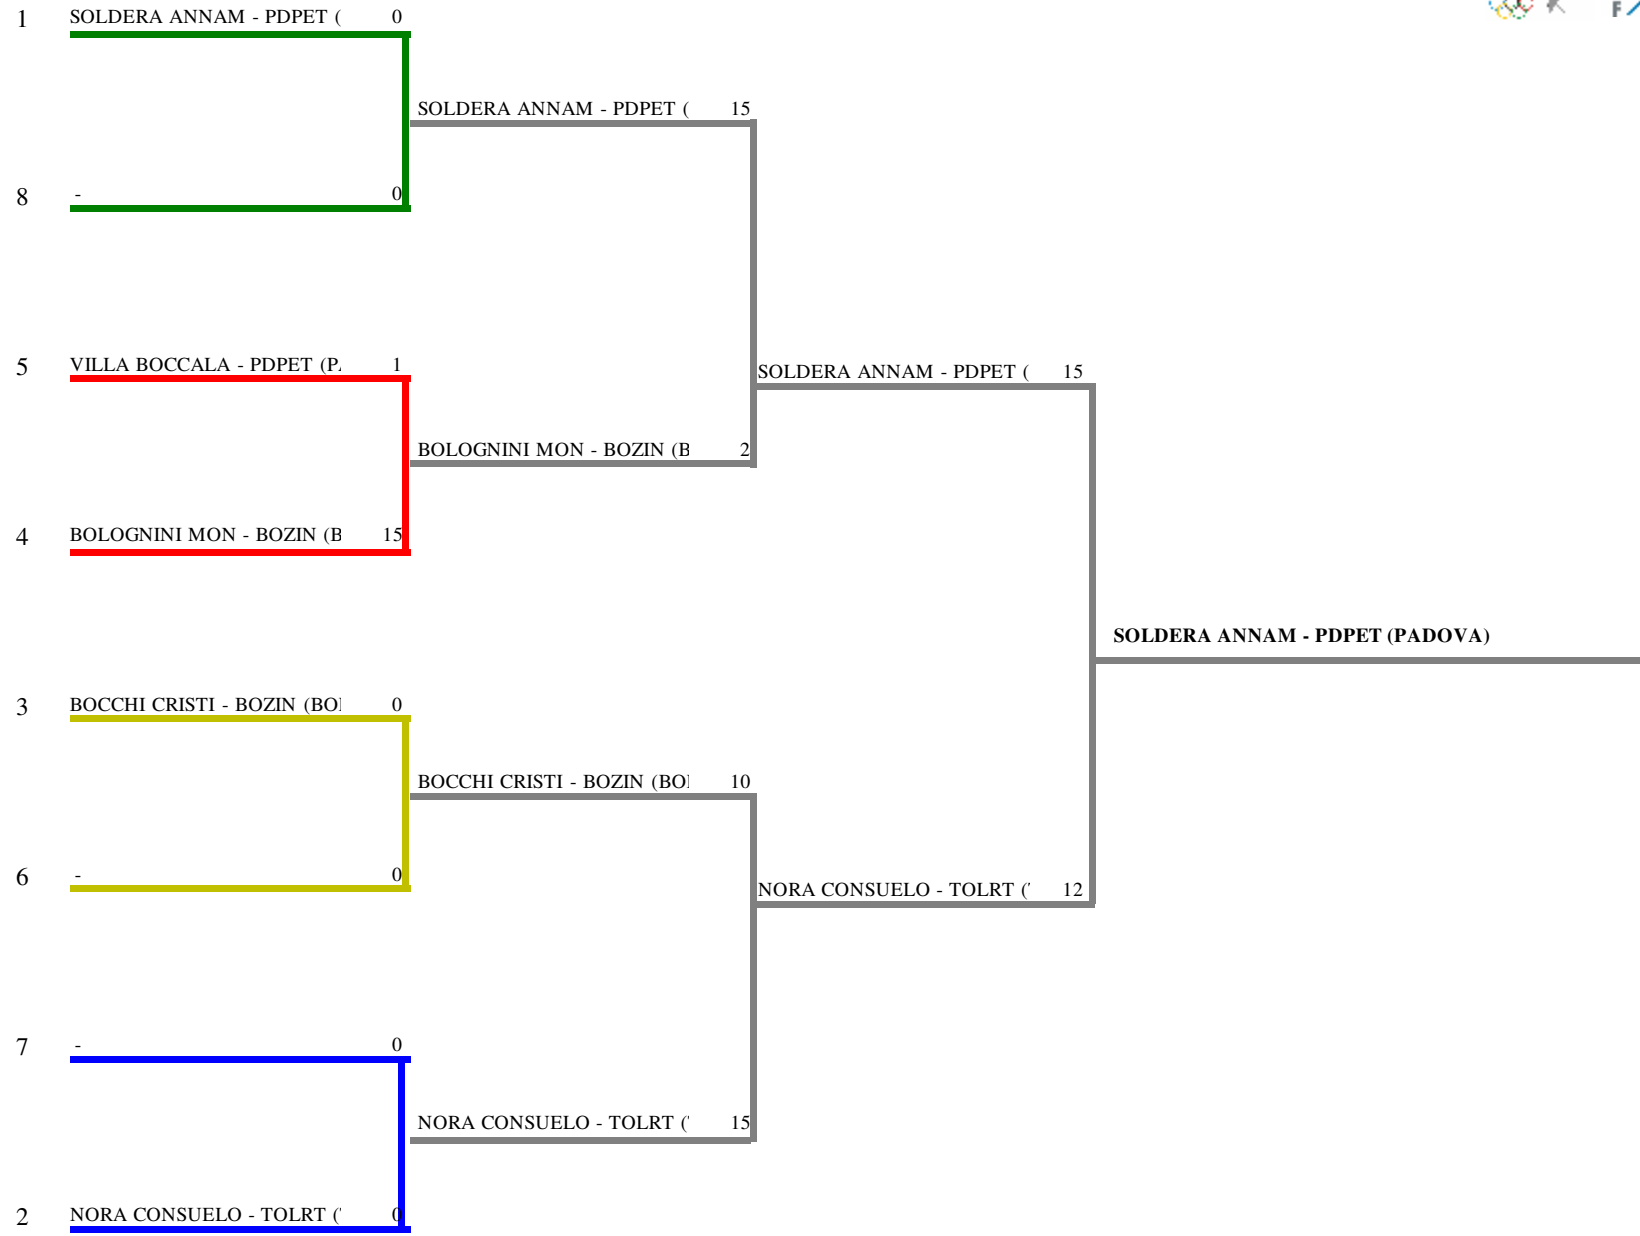 1 SOLDERA ANNAM - PDPET ( 0
SOLDERA ANNAM - PDPET ( 15
8 - 0
5 VILLA BOCCALA - PDPET (PA 1
SOLDERA ANNAM - PDPET ( 15
BOLOGNINI MON - BOZIN (B 2
4 BOLOGNINI MON - BOZIN (B 15
SOLDERA ANNAM - PDPET (PADOVA)
3 BOCCHI CRISTI - BOZIN (BO 0
BOCCHI CRISTI - BOZIN (BO 10
6 - 0
NORA CONSUELO - TOLRT ( 12
7 - 0
NORA CONSUELO - TOLRT ( 15
2 NORA CONSUELO - TOLRT ( 0